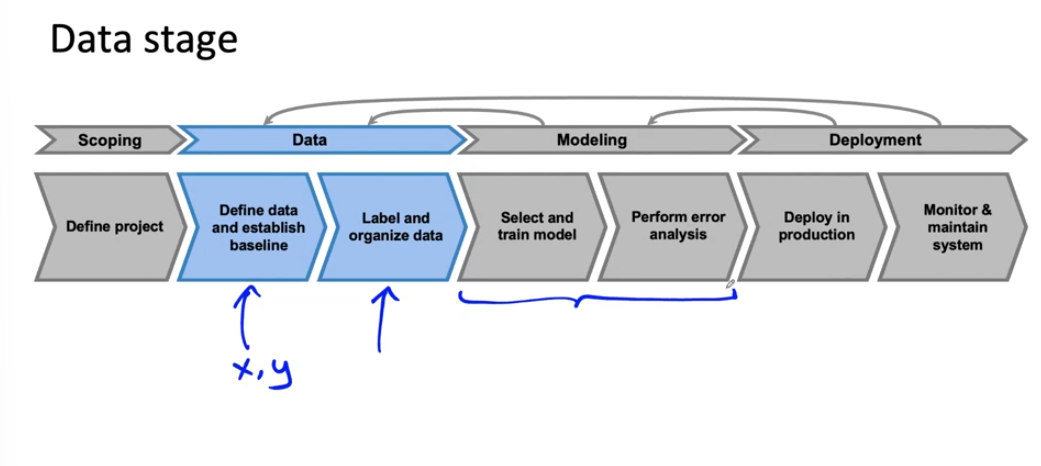 Data stage
Scoping
Data
Modeling
Deployment
Define project
Define data
and establish
baseline
Label and
organize data
Select and
train model
Perform error
analysis
Deploy in
production
Monitor &
maintain
system
x, y